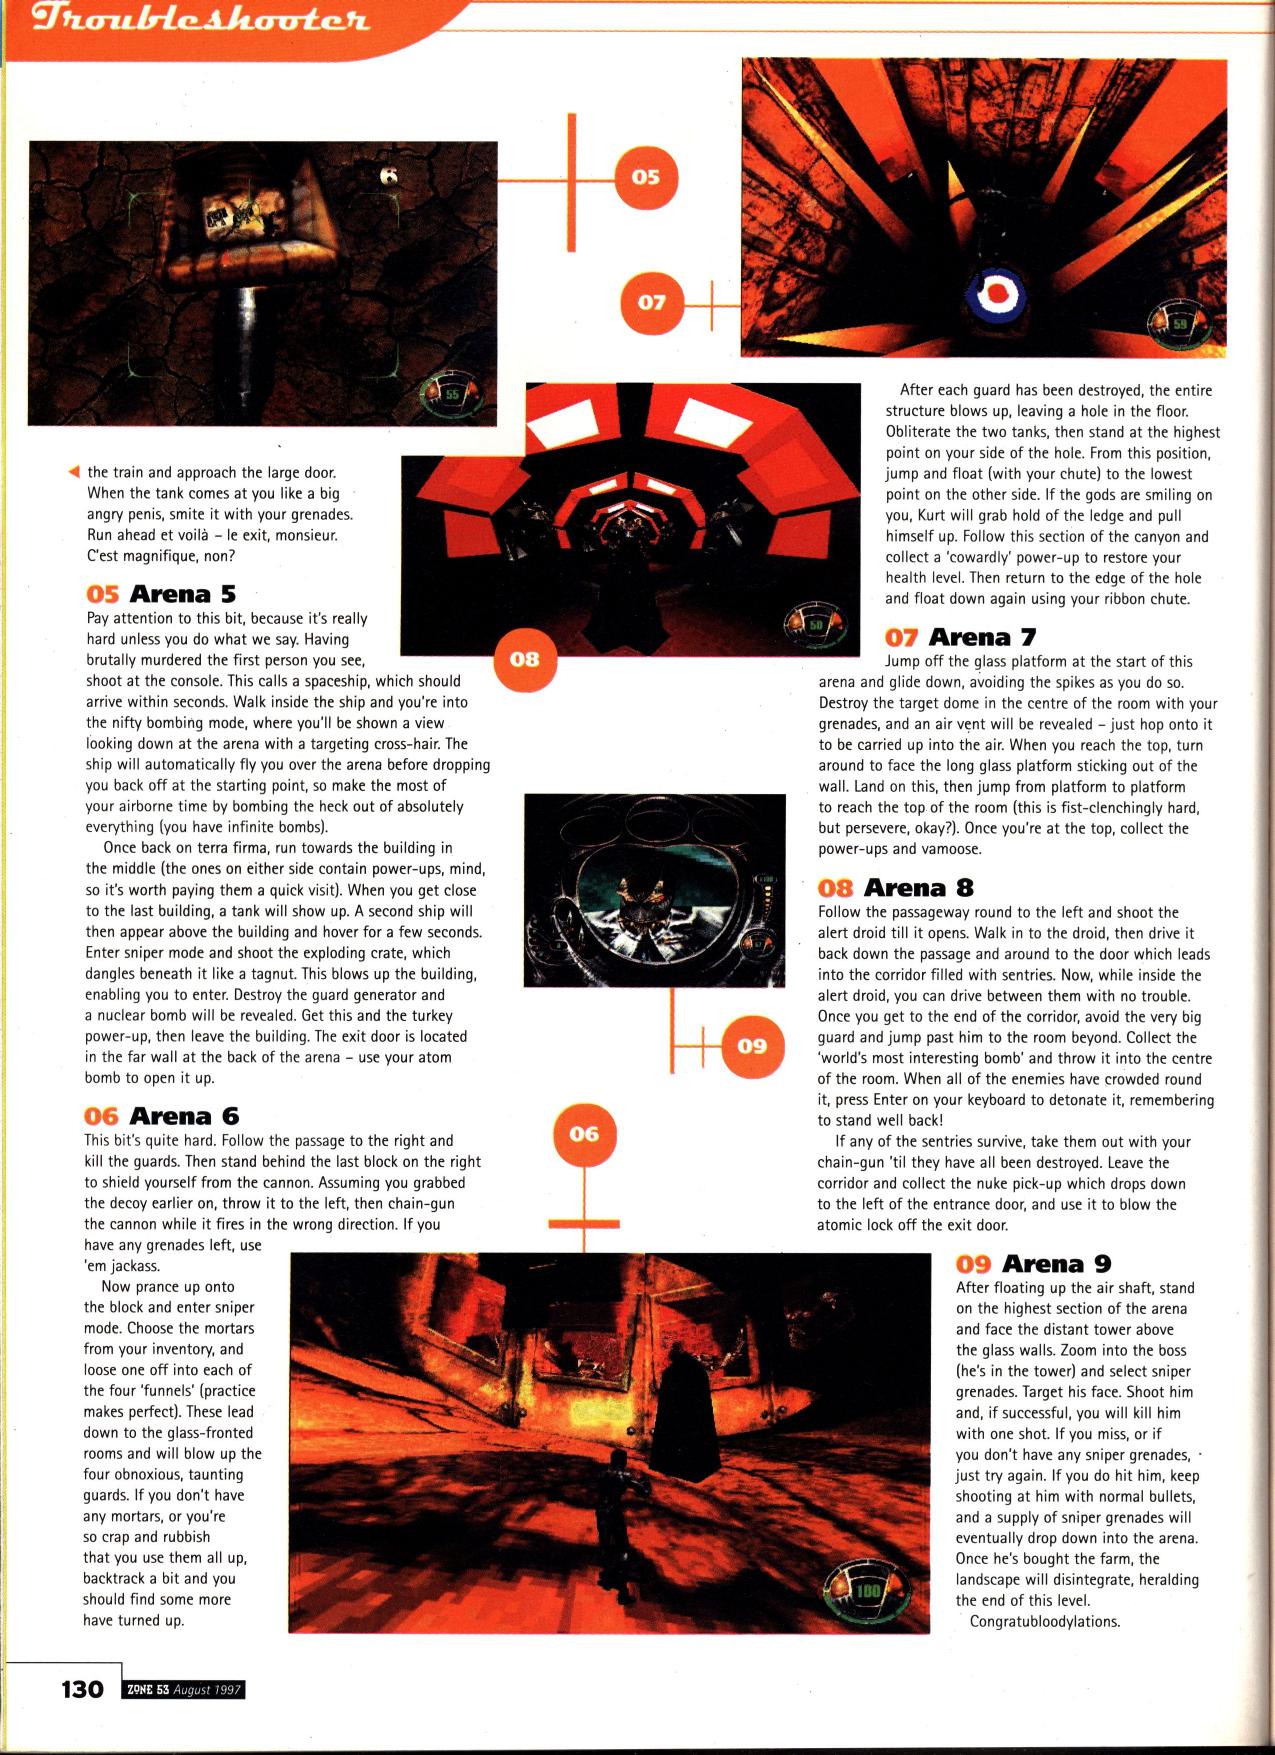 Troubleshooter
6
55
05
07
59
the train and approach the large door.
When the tank comes at you like a big
angry penis, smite it with your grenades.
Run ahead et voilà – le exit, monsieur.
C'est magnifique, non?
05 Arena 5
Pay attention to this bit, because it's really
hard unless you do what we say. Having
brutally murdered the first person you see,
shoot at the console. This calls a spaceship, which should
arrive within seconds. Walk inside the ship and you're into
the nifty bombing mode, where you'll be shown a view
looking down at the arena with a targeting cross-hair. The
ship will automatically fly you over the arena before dropping
you back off at the starting point, so make the most of
your airborne time by bombing the heck out of absolutely
everything (you have infinite bombs).
Once back on terra firma, run towards the building in
the middle (the ones on either side contain power-ups, mind,
so it's worth paying them a quick visit). When you get close
to the last building, a tank will show up. A second ship will
then appear above the building and hover for a few seconds.
Enter sniper mode and shoot the exploding crate, which
dangles beneath it like a tagnut. This blows up the building,
enabling you to enter. Destroy the guard generator and
a nuclear bomb will be revealed. Get this and the turkey
power-up, then leave the building. The exit door is located
in the far wall at the back of the arena – use your atom
bomb to open it up.
06 Arena 6
This bit's quite hard. Follow the passage to the right and
kill the guards. Then stand behind the last block on the right
to shield yourself from the cannon. Assuming you grabbed
the decoy earlier on, throw it to the left, then chain-gun
the cannon while it fires in the wrong direction. If you
have any grenades left, use
'em jackass.
Now prance up onto
the block and enter sniper
mode. Choose the mortars
from your inventory, and
loose one off into each of
the four 'funnels' (practice
makes perfect). These lead
down to the glass-fronted
rooms and will blow up the
four obnoxious, taunting
guards. If you don't have
any mortars, or you're
so crap and rubbish
that you use them all up,
backtrack a bit and you
should find some more
have turned up.
50
08
09
06
100
After each guard has been destroyed, the entire
structure blows up, leaving a hole in the floor.
Obliterate the two tanks, then stand at the highest
point on your side of the hole. From this position,
jump and float (with your chute) to the lowest
point on the other side. If the gods are smiling on
you, Kurt will grab hold of the ledge and pull
himself up. Follow this section of the canyon and
collect a 'cowardly' power-up to restore your
health level. Then return to the edge of the hole
and float down again using your ribbon chute.
07 Arena 7
Jump off the glass platform at the start of this
arena and glide down, avoiding the spikes as you do so.
Destroy the target dome in the centre of the room with your
grenades, and an air vent will be revealed – just hop onto it
to be carried up into the air. When you reach the top, turn
around to face the long glass platform sticking out of the
wall. Land on this, then jump from platform to platform
to reach the top of the room (this is fist-clenchingly hard,
but persevere, okay?). Once you're at the top, collect the
power-ups and vamoose.
08 Arena 8
Follow the passageway round to the left and shoot the
alert droid till it opens. Walk in to the droid, then drive it
back down the passage and around to the door which leads
into the corridor filled with sentries. Now, while inside the
alert droid, you can drive between them with no trouble.
Once you get to the end of the corridor, avoid the very big
guard and jump past him to the room beyond. Collect the
'world's most interesting bomb' and throw it into the centre
of the room. When all of the enemies have crowded round
it, press Enter on your keyboard to detonate it, remembering
to stand well back!
If any of the sentries survive, take them out with your
chain-gun 'til they have all been destroyed. Leave the
corridor and collect the nuke pick-up which drops down
to the left of the entrance door, and use it to blow the
atomic lock off the exit door.
09 Arena 9
After floating up the air shaft, stand
on the highest section of the arena
and face the distant tower above
the glass walls. Zoom into the boss
(he's in the tower) and select sniper
grenades. Target his face. Shoot him
and, if successful, you will kill him
with one shot. If you miss, or if
you don't have any sniper grenades,
just try again. If you do hit him, keep
shooting at him with normal bullets,
and a supply of sniper grenades will
eventually drop down into the arena.
Once he's bought the farm, the
landscape will disintegrate, heralding
the end of this level.
Congratubloodylations.
130
ZONE 53 August 1997